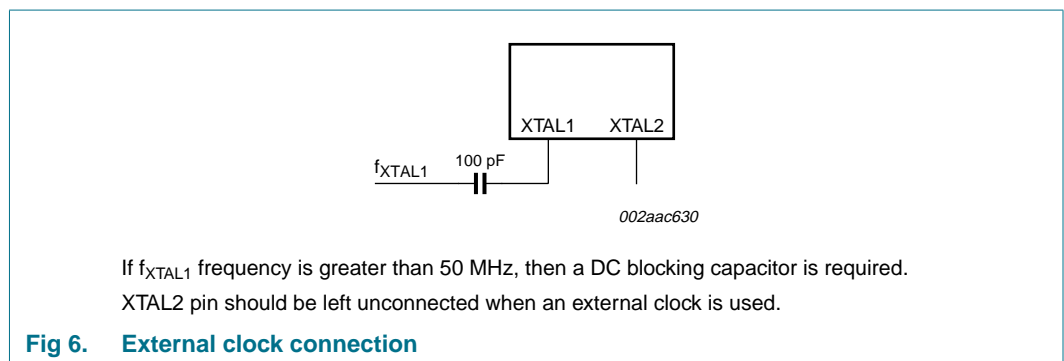 XTAL1 XTAL2
100 pF
fXTAL1
002aac630
If fXTAL1 frequency is greater than 50 MHz, then a DC blocking capacitor is required.
XTAL2 pin should be left unconnected when an external clock is used.
Fig 6. External clock connection